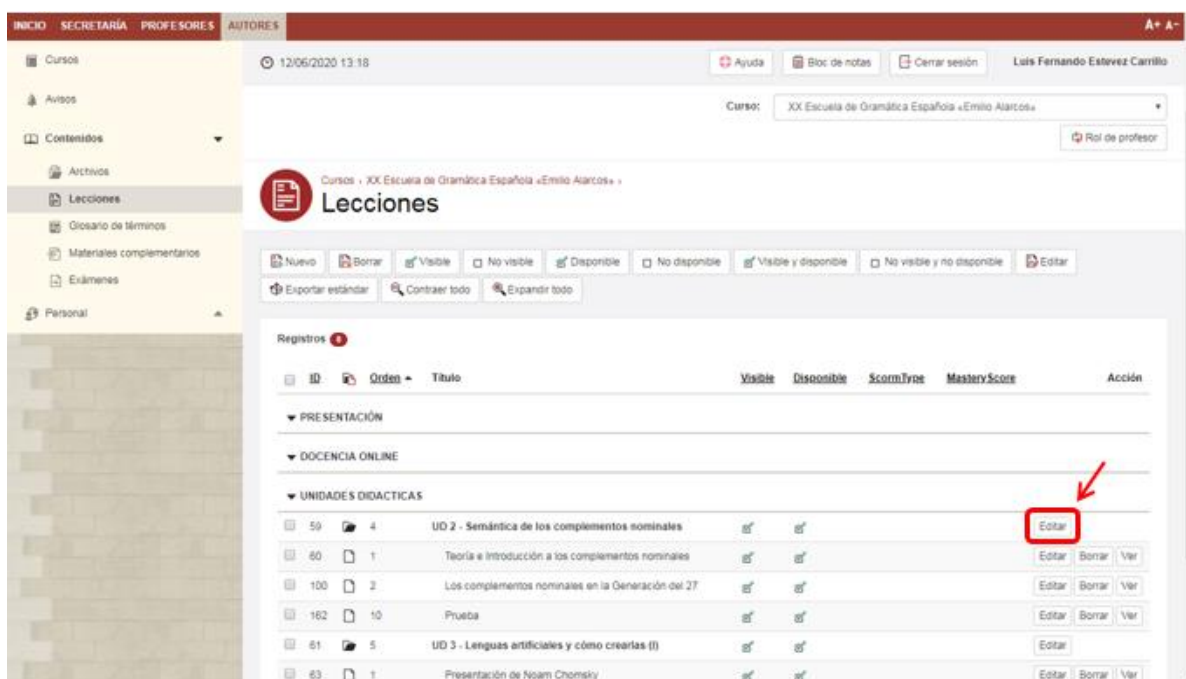 INICIO SECRETARÍA PROFESORES AUTORES A+ A-
Cursos
Avisos
Contenidos
Archivos
Lecciones
Glosario de términos
Materiales complementarios
Exámenes
Personal
12/06/2020 13:18 Ayuda Bloc de notas Cerrar sesión Luis Fernando Estevez Carrillo
Curso: XX Escuela de Gramática Española «Emilio Alarcos»
Rol de profesor
Cursos › XX Escuela de Gramática Española «Emilio Alarcos» ›
Lecciones
Nuevo Borrar Visible No visible Disponible No disponible Visible y disponible No visible y no disponible Editar
Exportar estándar Contraer todo Expandir todo
Registros
ID Orden Título Visible Disponible ScormType MasteryScore Acción
PRESENTACIÓN
DOCENCIA ONLINE
UNIDADES DIDACTICAS
59 4 UD 2 - Semántica de los complementos nominales Editar
60 1 Teoría e Introducción a los complementos nominales Editar Borrar Ver
100 2 Los complementos nominales en la Generación del 27 Editar Borrar Ver
162 10 Prueba Editar Borrar Ver
61 5 UD 3 - Lenguas artificiales y cómo crearlas (I) Editar
63 1 Presentación de Noam Chomsky Editar Borrar Ver